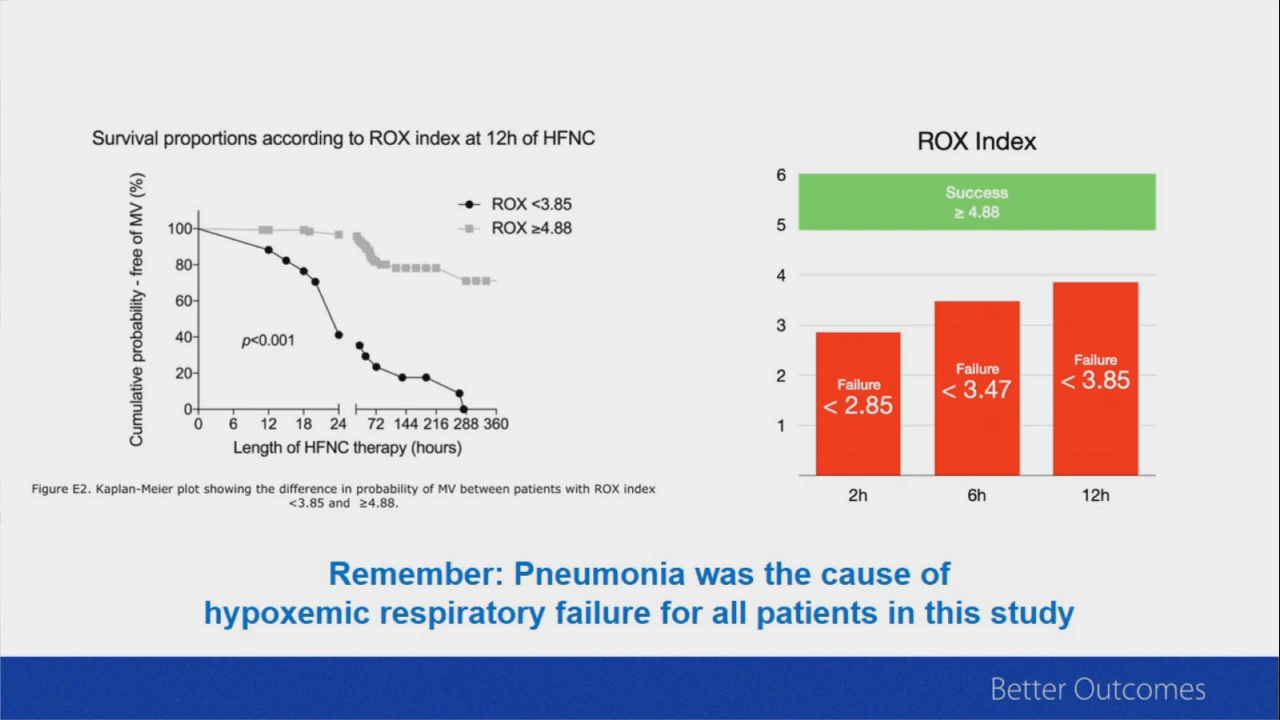 Survival proportions according to ROX index at 12h of HFNC
Cumulative probability - free of MV (%)
100
80
60
40
20
0
ROX <3.85
ROX ≥4.88
p<0.001
0 6 12 18 24 72 144 216 288 360
Length of HFNC therapy (hours)
Figure E2. Kaplan-Meier plot showing the difference in probability of MV between patients with ROX index
<3.85 and ≥4.88.
ROX Index
6
5
4
3
2
1
Success
≥ 4.88
Failure
< 2.85
Failure
< 3.47
Failure
< 3.85
2h 6h 12h
Remember: Pneumonia was the cause of
hypoxemic respiratory failure for all patients in this study
Better Outcomes